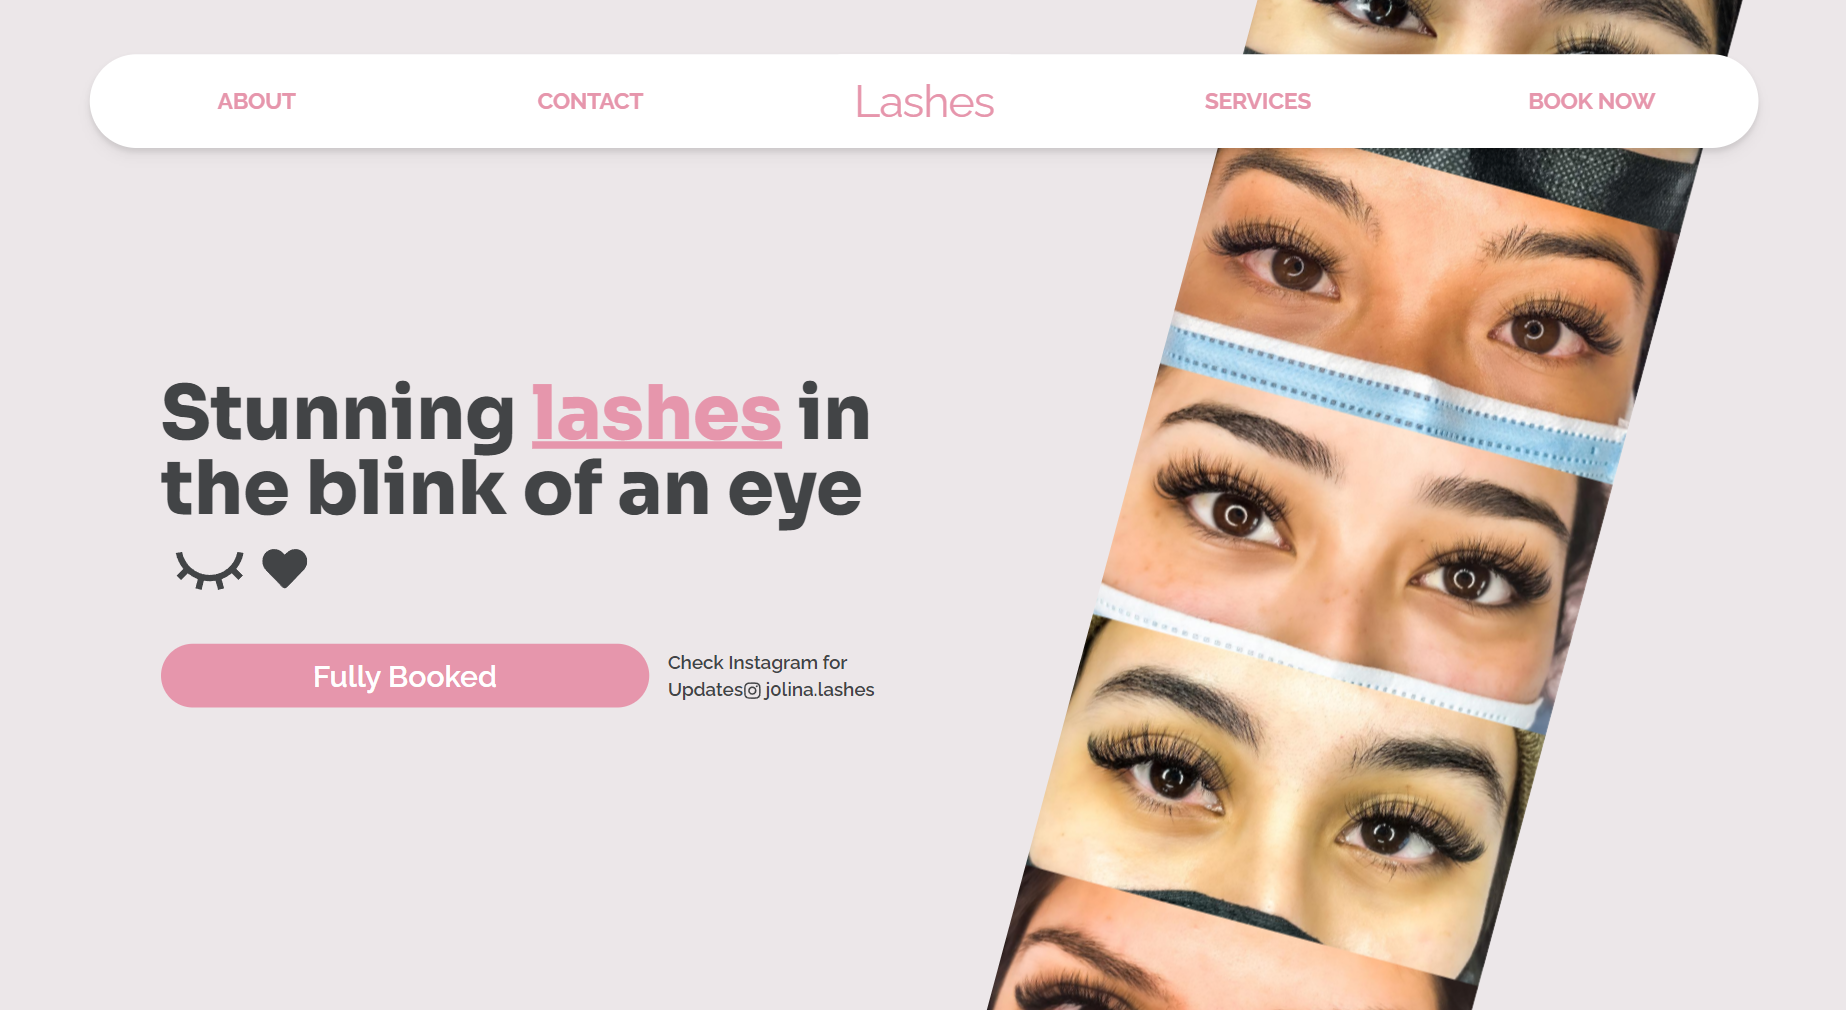 ABOUT
CONTACT
Lashes
SERVICES
BOOK NOW
Stunning lashes in
the blink of an eye
Fully Booked
Check Instagram for
Updates j0lina.lashes